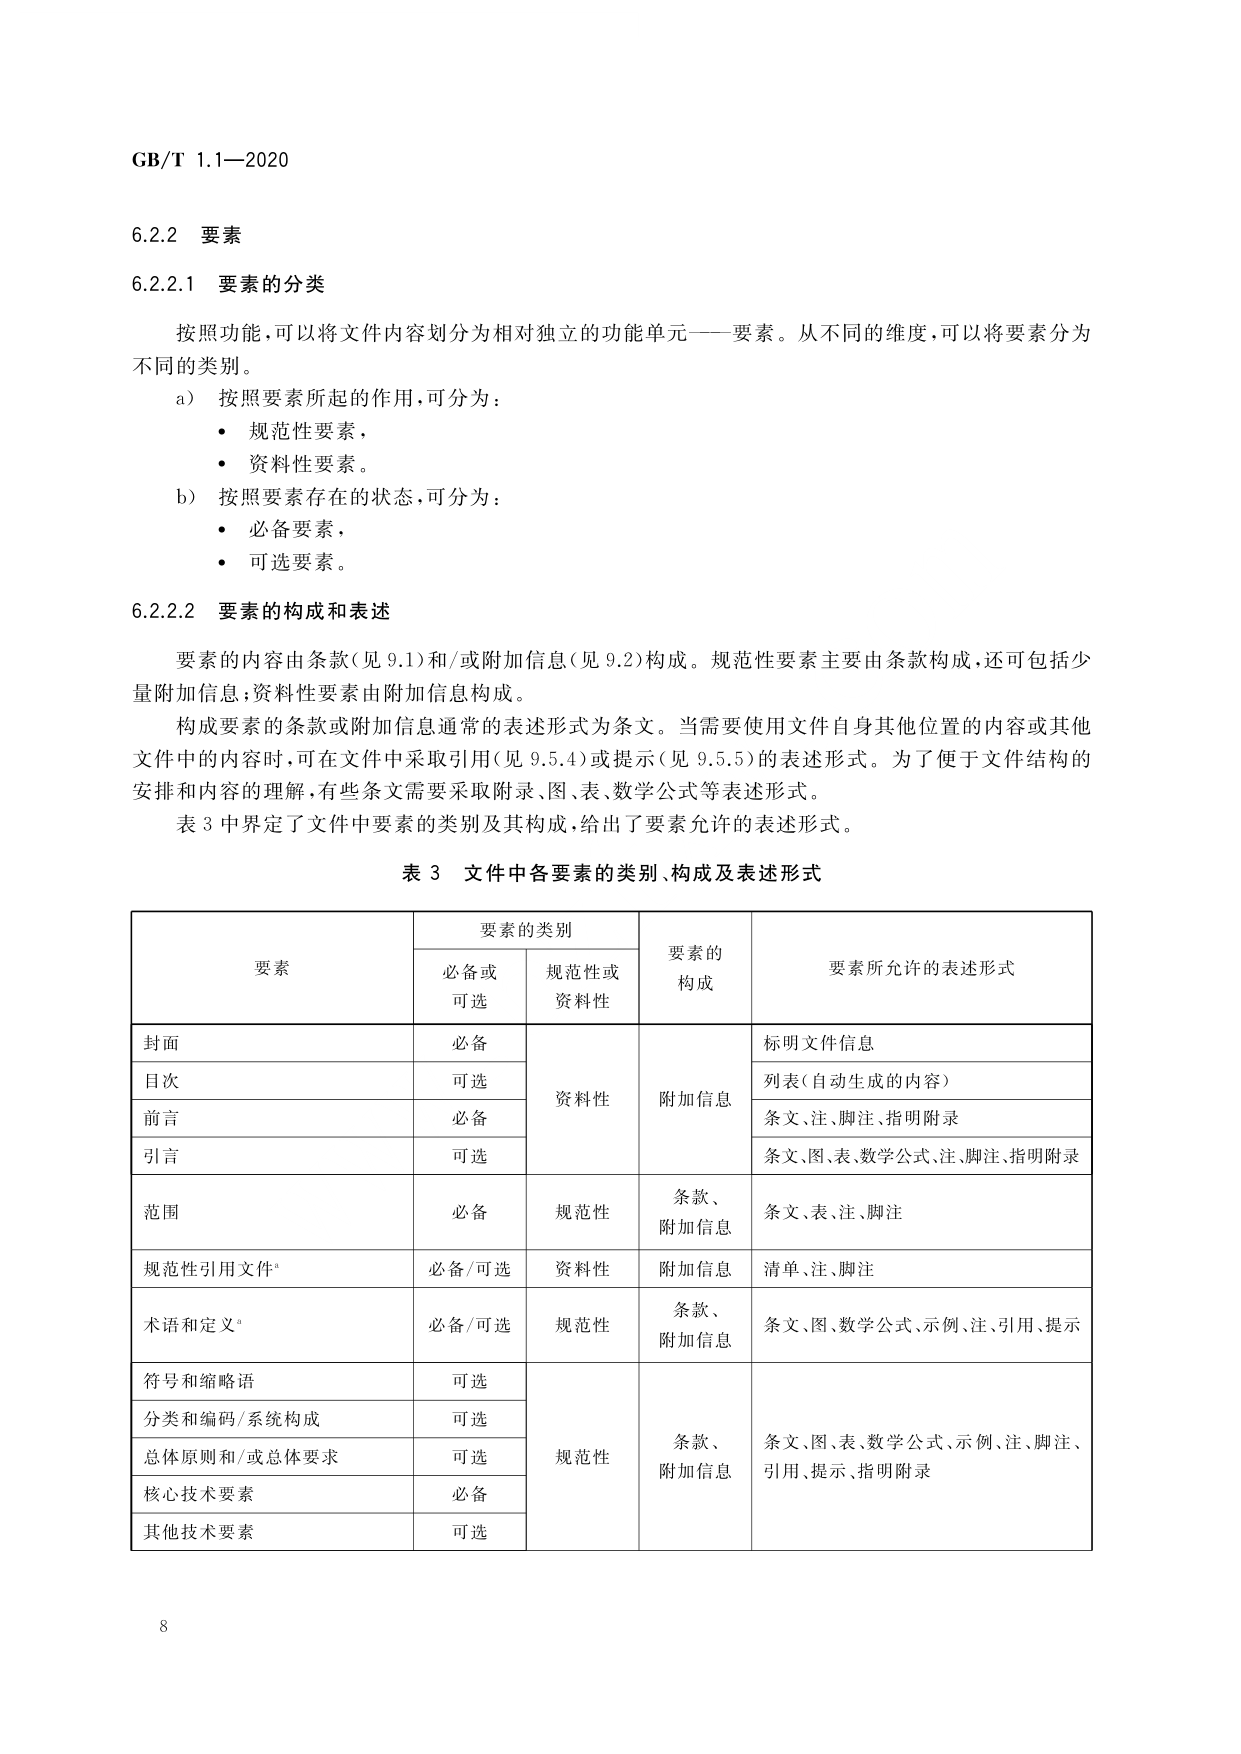 GB/T 1.1—2020
6.2.2 要素
6.2.2.1 要素的分类
按照功能,可以将文件内容划分为相对独立的功能单元——要素。从不同的维度,可以将要素分为
不同的类别。
a) 按照要素所起的作用,可分为:
• 规范性要素,
• 资料性要素。
b) 按照要素存在的状态,可分为:
• 必备要素,
• 可选要素。
6.2.2.2 要素的构成和表述
要素的内容由条款(见 9.1)和/或附加信息(见 9.2)构成。规范性要素主要由条款构成,还可包括少
量附加信息;资料性要素由附加信息构成。
构成要素的条款或附加信息通常的表述形式为条文。当需要使用文件自身其他位置的内容或其他
文件中的内容时,可在文件中采取引用(见 9.5.4)或提示(见 9.5.5)的表述形式。为了便于文件结构的
安排和内容的理解,有些条文需要采取附录、图、表、数学公式等表述形式。
表 3 中界定了文件中要素的类别及其构成,给出了要素允许的表述形式。
表 3 文件中各要素的类别、构成及表述形式
要素
要素的类别
必备或
可选
规范性或
资料性
要素的
构成
要素所允许的表述形式
封面 必备 标明文件信息
目次 可选 列表(自动生成的内容)
资料性 附加信息
前言 必备 条文、注、脚注、指明附录
引言 可选 条文、图、表、数学公式、注、脚注、指明附录
范围 必备 规范性
条款、
附加信息
条文、表、注、脚注
规范性引用文件a 必备/可选 资料性 附加信息 清单、注、脚注
术语和定义a 必备/可选 规范性
条款、
附加信息
条文、图、数学公式、示例、注、引用、提示
符号和缩略语 可选
分类和编码/系统构成 可选
总体原则和/或总体要求 可选
核心技术要素 必备
其他技术要素 可选
规范性
条款、
附加信息
条文、图、表、数学公式、示例、注、脚注、
引用、提示、指明附录
8